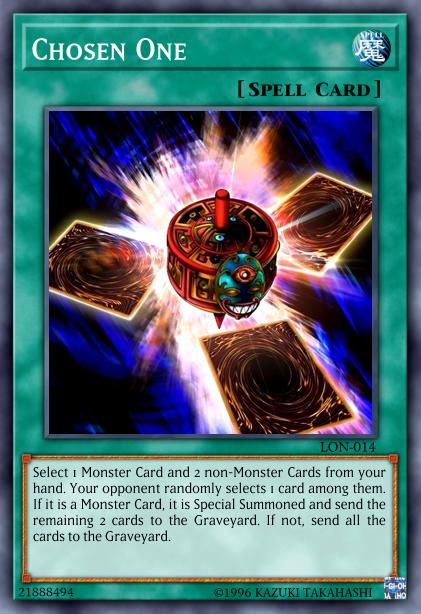 Chosen One
SPELL
魔
[Spell Card]
LON-014
Select 1 Monster Card and 2 non-Monster Cards from your
hand. Your opponent randomly selects 1 card among them.
If it is a Monster Card, it is Special Summoned and send the
remaining 2 cards to the Graveyard. If not, send all the
cards to the Graveyard.
21888494
©1996 KAZUKI TAKAHASHI